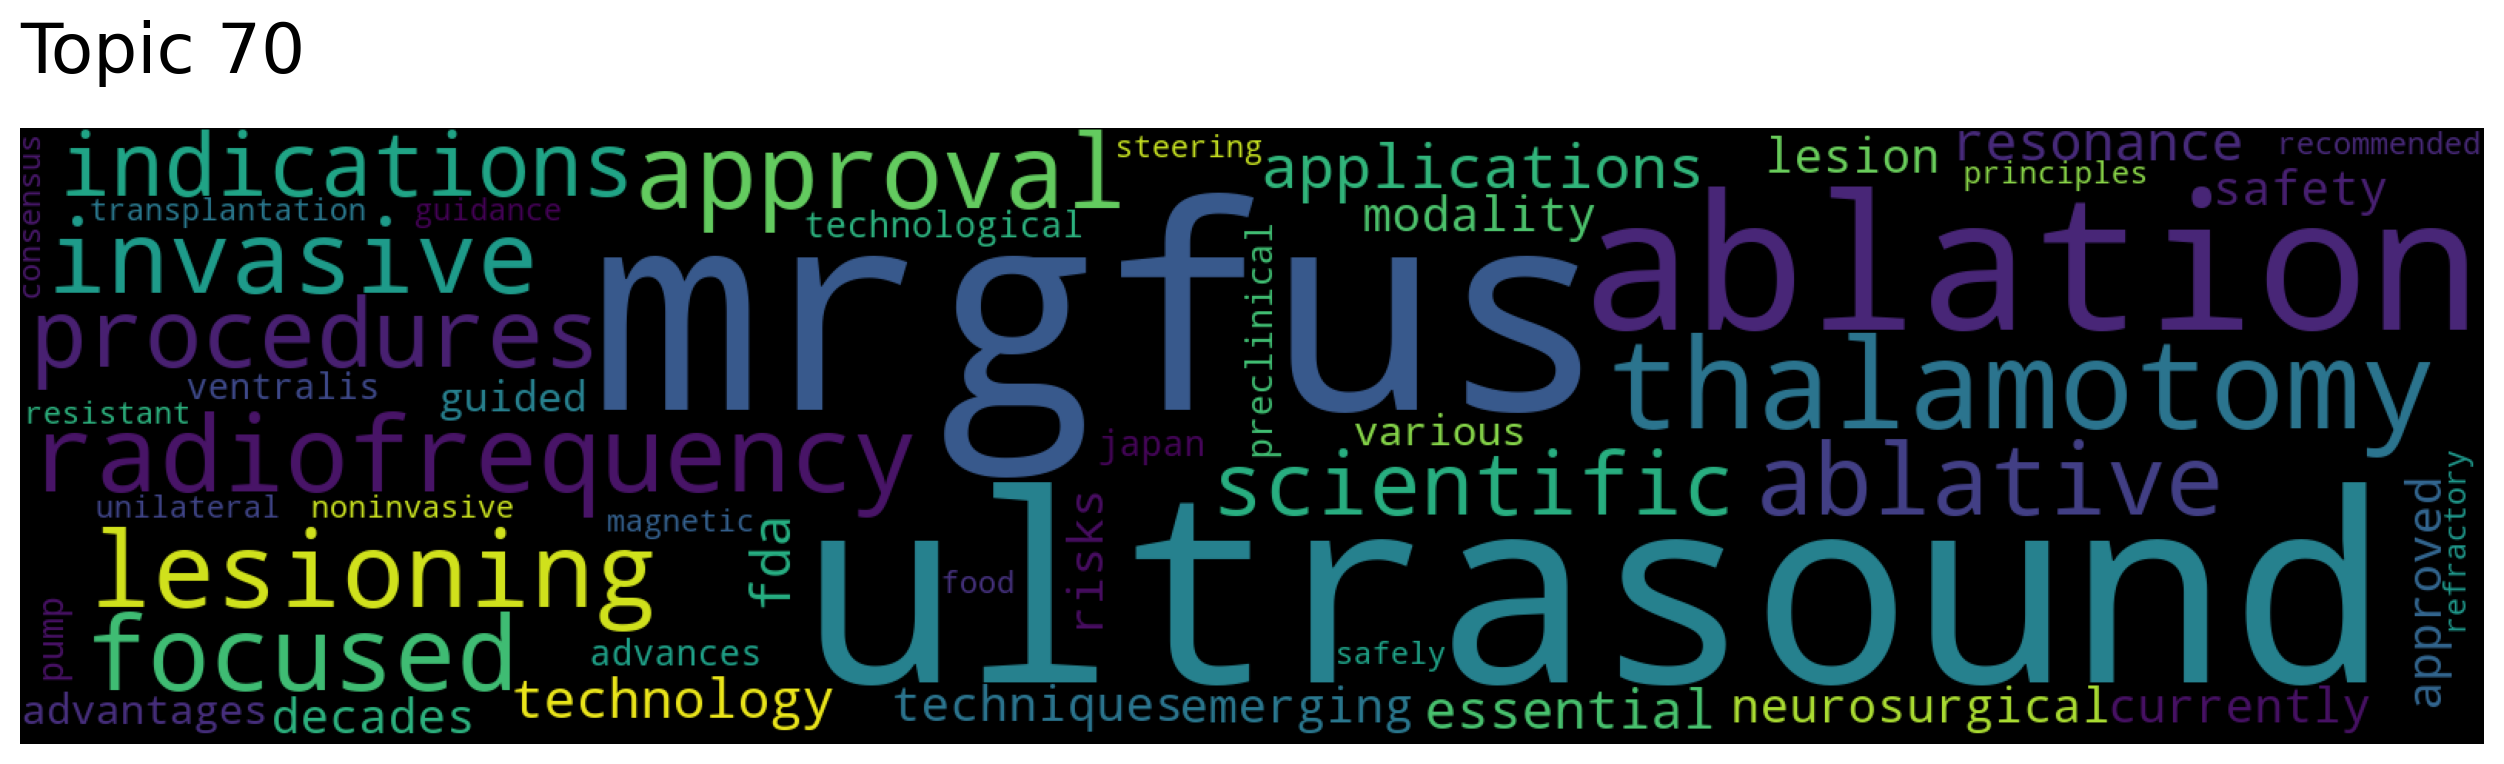 Topic 70
consensus
indications
approval
steering
applications
lesion
resonance
recommended
principles
transplantation
guidance
technological
modality
safety
invasive
mrgfus
preclinical
ablation
procedures
thalamotomy
ventralis
guided
resistant
radiofrequency
japan
various
scientific
ablative
unilateral
noninvasive
magnetic
lesioning
fda
food
risks
ultrasound
approved
refractory
pump
focused
advances
safely
advantages
decades
technology
techniques
emerging
essential
neurosurgical
currently